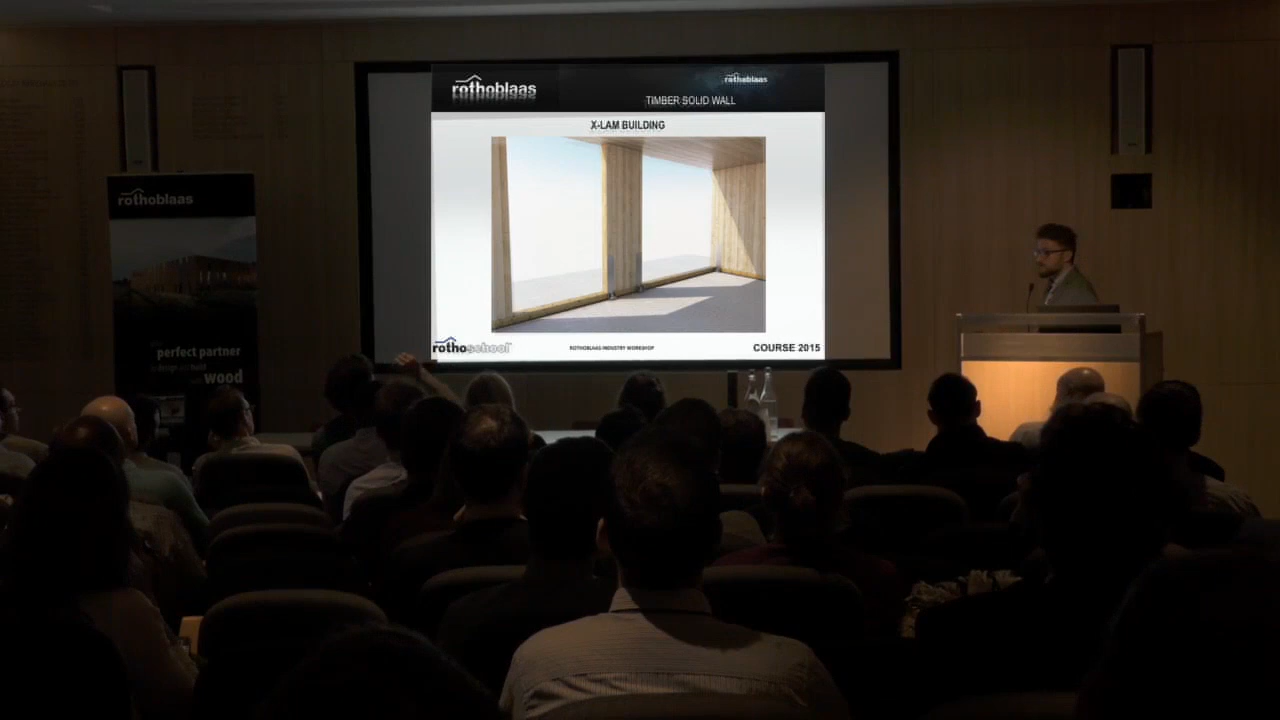 rothoblaas
rothoblaas
TIMBER SOLID WALL
X-LAM BUILDING
rothoschool
ROTHOBLAAS INDUSTRY WORKSHOP
COURSE 2015
rothoblaas
perfect partner
wood